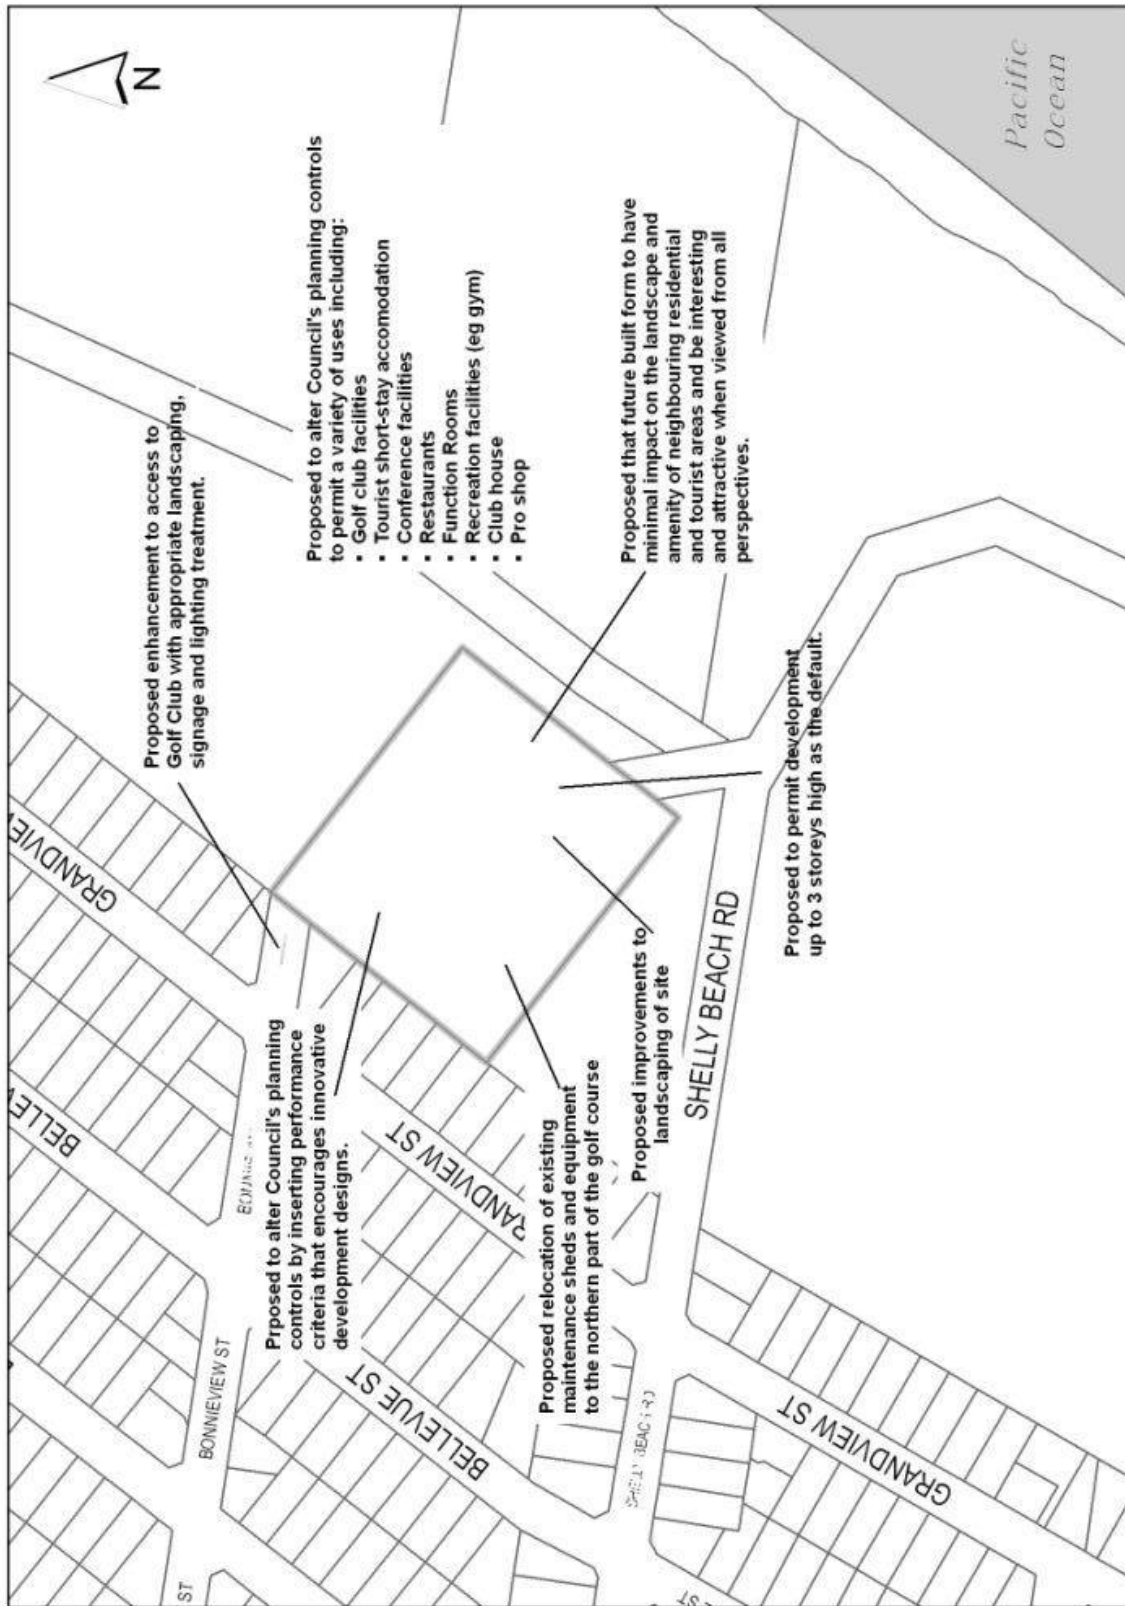 N
Pacific
Ocean
Proposed enhancement to access to
Golf Club with appropriate landscaping,
signage and lighting treatment.
Proposed to alter Council's planning controls
to permit a variety of uses including:
▪ Golf club facilities
▪ Tourist short-stay accomodation
▪ Conference facilities
▪ Restaurants
▪ Function Rooms
▪ Recreation facilities (eg gym)
▪ Club house
▪ Pro shop
Proposed that future built form to have
minimal impact on the landscape and
amenity of neighbouring residential
and tourist areas and be interesting
and attractive when viewed from all
perspectives.
Proposed to permit development
up to 3 storeys high as the default.
Prposed to alter Council's planning
controls by inserting performance
criteria that encourages innovative
development designs.
Proposed relocation of existing
maintenance sheds and equipment
to the northern part of the golf course
Proposed improvements to
landscaping of site
GRANDVIEW
BELLEV
BONNIEVIEW ST
ST
BELLEVUE ST
RANDVIEW ST
SHELLY BEACH RD
SHELLY BEACH RD
GRANDVIEW ST
ST